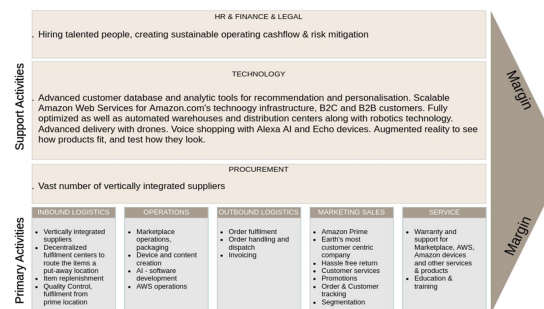 HR & FINANCE & LEGAL
. Hiring talented people, creating sustainable operating cashflow & risk mitigation
Support Activities
TECHNOLOGY
. Advanced customer database and analytic tools for recommendation and personalisation. Scalable
Amazon Web Services for Amazon.com's technoogy infrastructure, B2C and B2B customers. Fully
optimized as well as automated warehouses and distribution centers along with robotics technology.
Advanced delivery with drones. Voice shopping with Alexa AI and Echo devices. Augmented reality to see
how products fit, and test how they look.
Margin
PROCUREMENT
. Vast number of vertically integrated suppliers
Primary Activities
INBOUND LOGISTICS
• Vertically integrated
suppliers
• Decentralized
fulfilment centers to
route the items a
put-away location
• Item replenishment
• Quality Control,
fulfilment from
prime location
OPERATIONS
• Marketplace
operations,
packaging
• Device and content
creation
• AI - software
development
• AWS operations
OUTBOUND LOGISTICS
• Order fulfilment
• Order handling and
dispatch
• Invoicing
MARKETING SALES
• Amazon Prime
• Earth's most
customer centric
company
• Hassle free return
• Customer services
• Promotions
• Order & Customer
tracking
• Segmentation
SERVICE
• Warranty and
support for
Marketplace, AWS,
Amazon devices
and other services
& products
• Education &
training
Margin